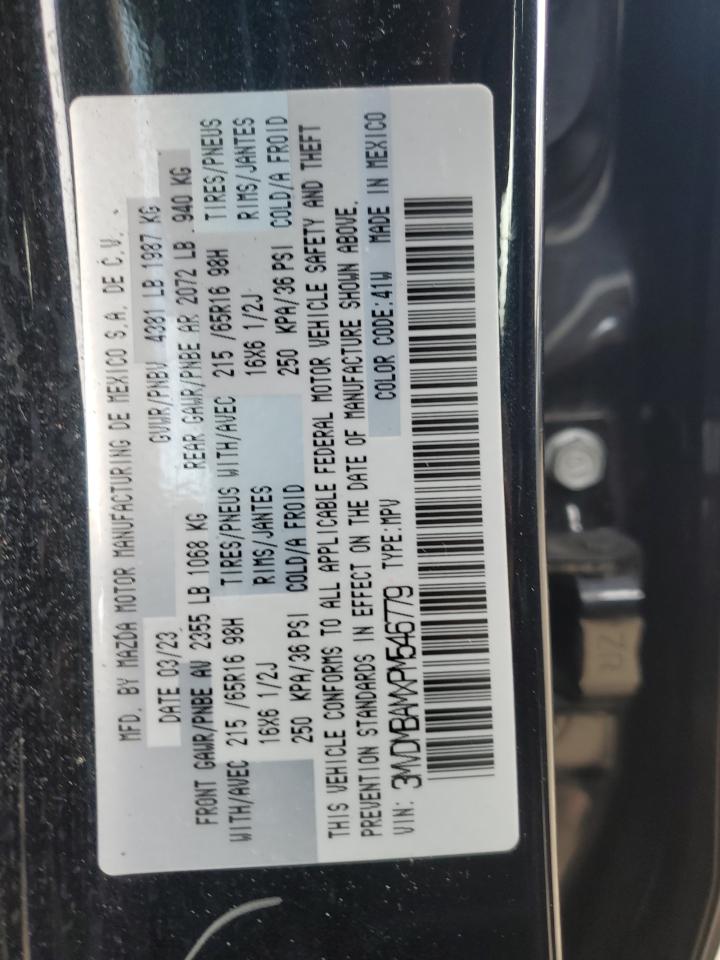 MFD. BY MAZDA MOTOR MANUFACTURING DE MEXICO S.A. DE C.V.
DATE 03/23 GVWR/PNBV 4381 LB 1987 KG
FRONT GAWR/PNBE AV 2355 LB 1068 KG REAR GAWR/PNBE AR 2072 LB 940 KG
WITH/AVEC 215 /65R16 98H TIRES/PNEUS WITH/AVEC 215 /65R16 98H TIRES/PNEUS
16X6 1/2J RIMS/JANTES 16X6 1/2J RIMS/JANTES
250 KPA/36 PSI COLD/A FROID 250 KPA/36 PSI COLD/A FROID
THIS VEHICLE CONFORMS TO ALL APPLICABLE FEDERAL MOTOR VEHICLE SAFETY AND THEFT
PREVENTION STANDARDS IN EFFECT ON THE DATE OF MANUFACTURE SHOWN ABOVE.
VIN: 3MVDMBAMXPM546779 TYPE:MPV COLOR CODE:41W MADE IN MEXICO